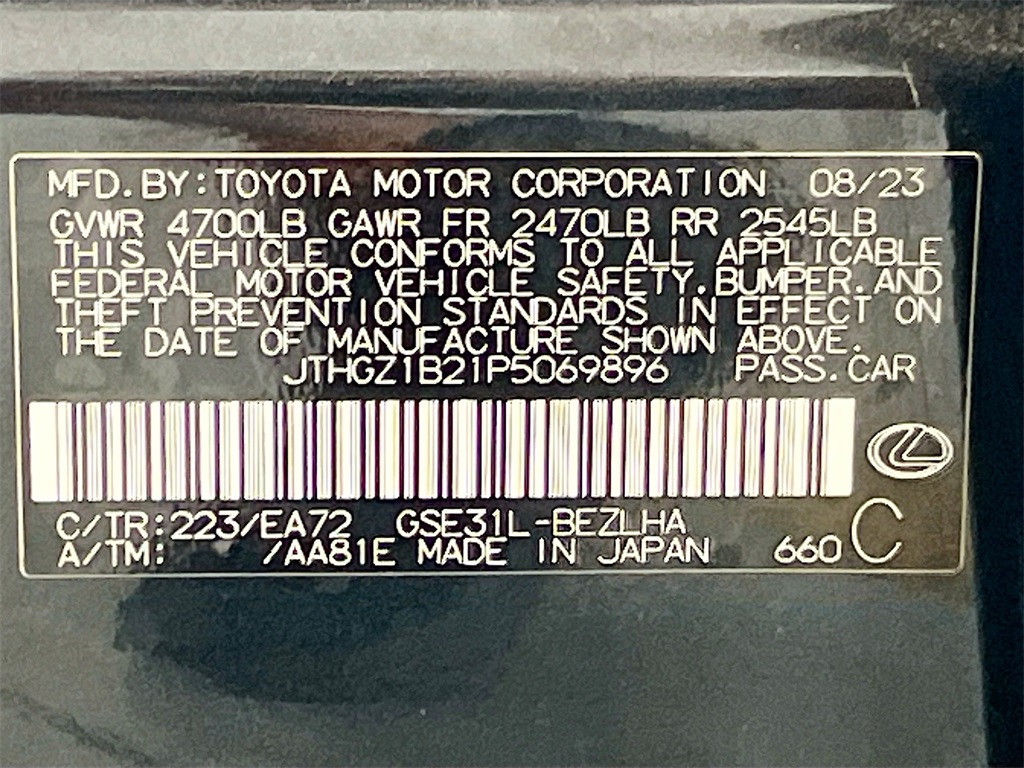 MFD. BY: TOYOTA MOTOR CORPORATION 08/23
GVWR 4700LB GAWR FR 2470LB RR 2545LB
THIS VEHICLE CONFORMS TO ALL APPLICABLE
FEDERAL MOTOR VEHICLE SAFETY.BUMPER.AND
THEFT PREVENTION STANDARDS IN EFFECT ON
THE DATE OF MANUFACTURE SHOWN ABOVE.
JTHGZ1B21P5069896 PASS.CAR
C/TR:223/EA72 GSE31L-BEZLHA
A/TM: /AA81E MADE IN JAPAN 660 C